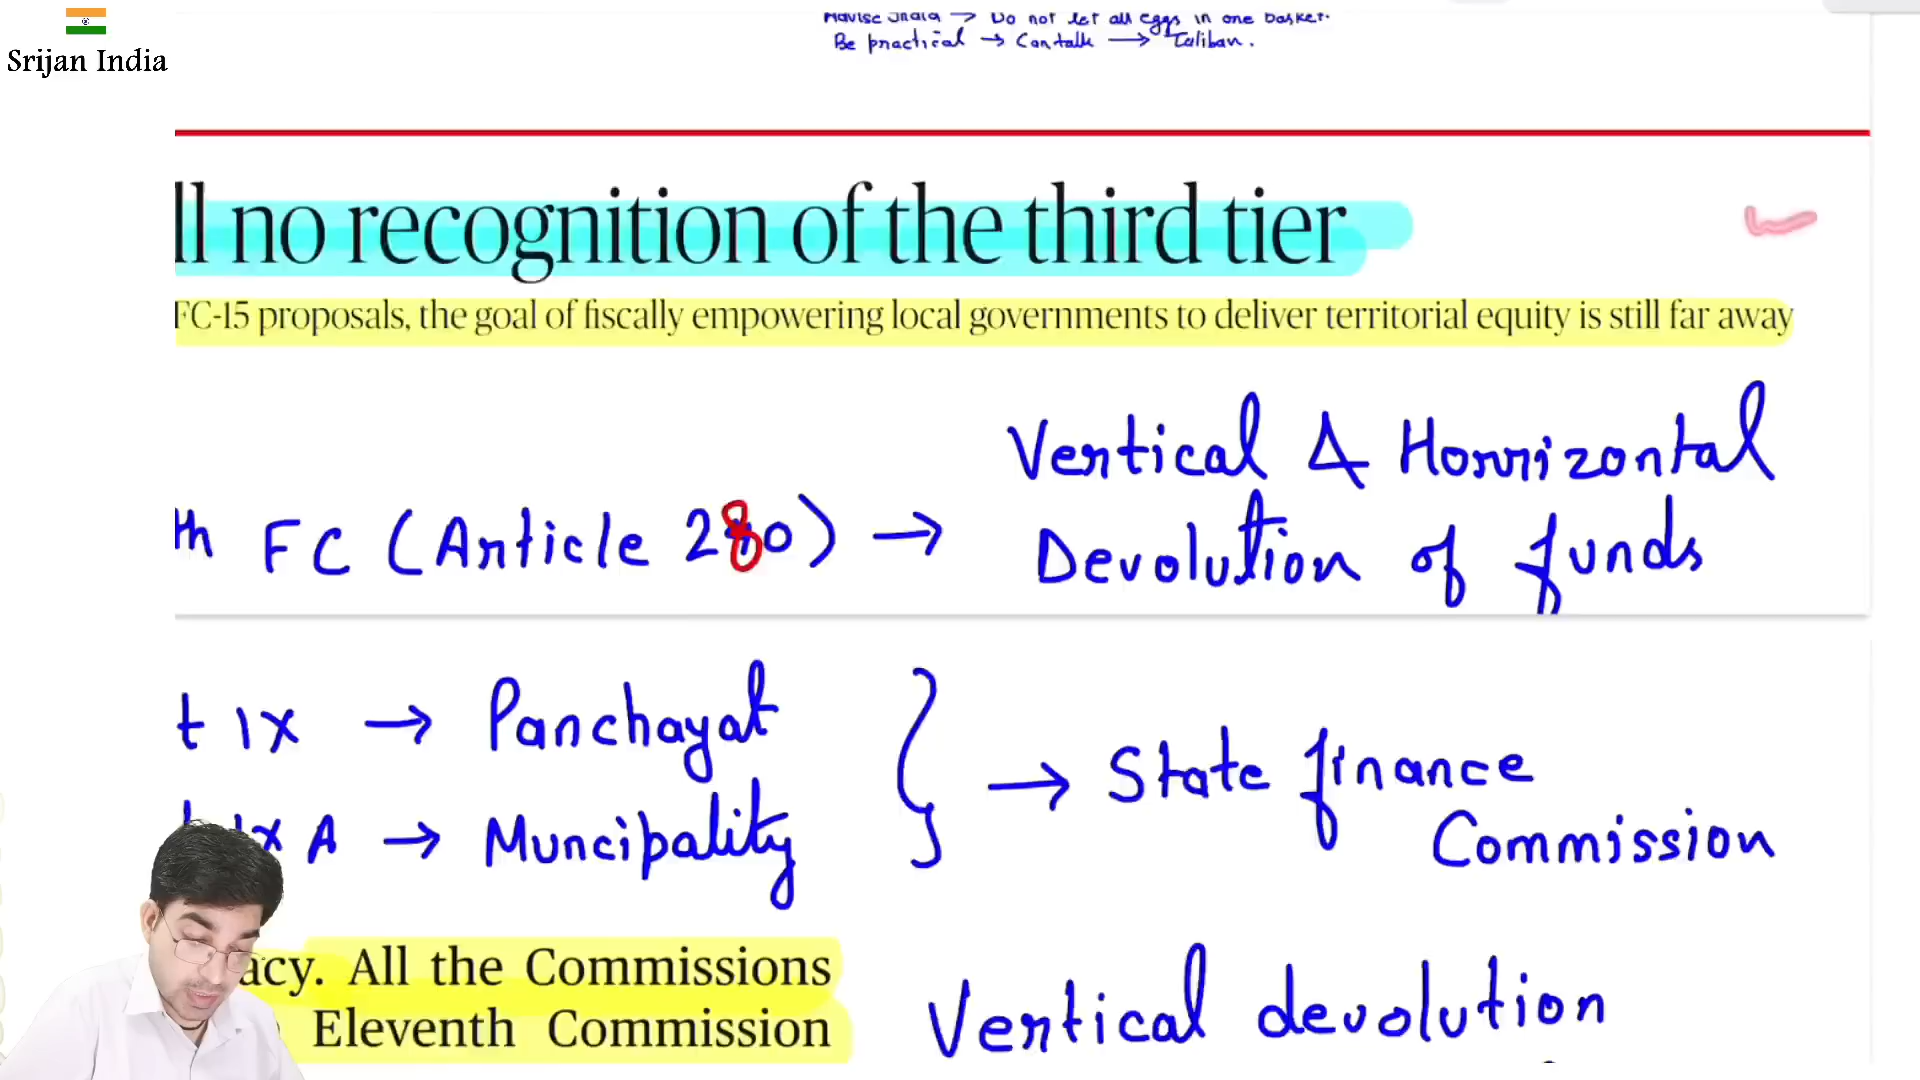 Srijan India
Advise India → Do not let all eggs in one basket.
Be practical → Can talk → Taliban.
ll no recognition of the third tier
FC-15 proposals, the goal of fiscally empowering local governments to deliver territorial equity is still far away
Vertical & Horrizontal
th FC (Article 280) →
Devolution of funds
t IX → Panchayat
→ State finance
Commission
IX A → Muncipality
acy. All the Commissions
Eleventh Commission
Vertical devolution